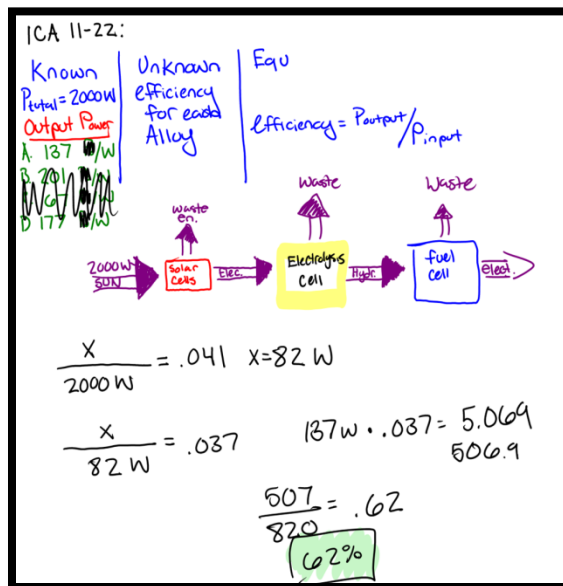 ICA 11-22:
Known
Ptotal = 2000W
Output Power
A. 137 /W
B. 201
67
D 177 /W
Unknown
efficiency
for each
Alloy
Equ
efficiency = Poutput/Pinput
waste
en.
Waste
Waste
2000W
SUN
Solar
Cells
Elec.
Electrolysis
Cell
Hydr.
fuel
Cell
elect.
x/2000W = .041 x=82 W
x/82 W = .037
137w · .037 = 5.069
506.9
507/820 = .62
62%